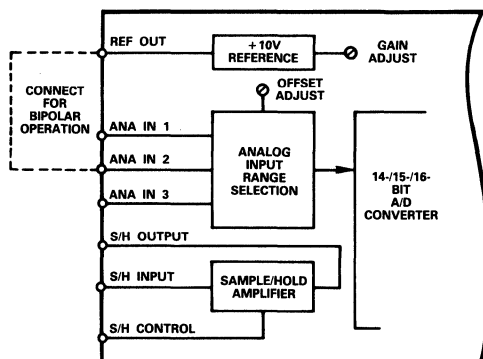 REF OUT
+10V
REFERENCE
GAIN
ADJUST
CONNECT
FOR
BIPOLAR
OPERATION
OFFSET
ADJUST
ANA IN 1
ANA IN 2
ANA IN 3
ANALOG
INPUT
RANGE
SELECTION
14-/15-/16-
BIT
A/D
CONVERTER
S/H OUTPUT
S/H INPUT
SAMPLE/HOLD
AMPLIFIER
S/H CONTROL